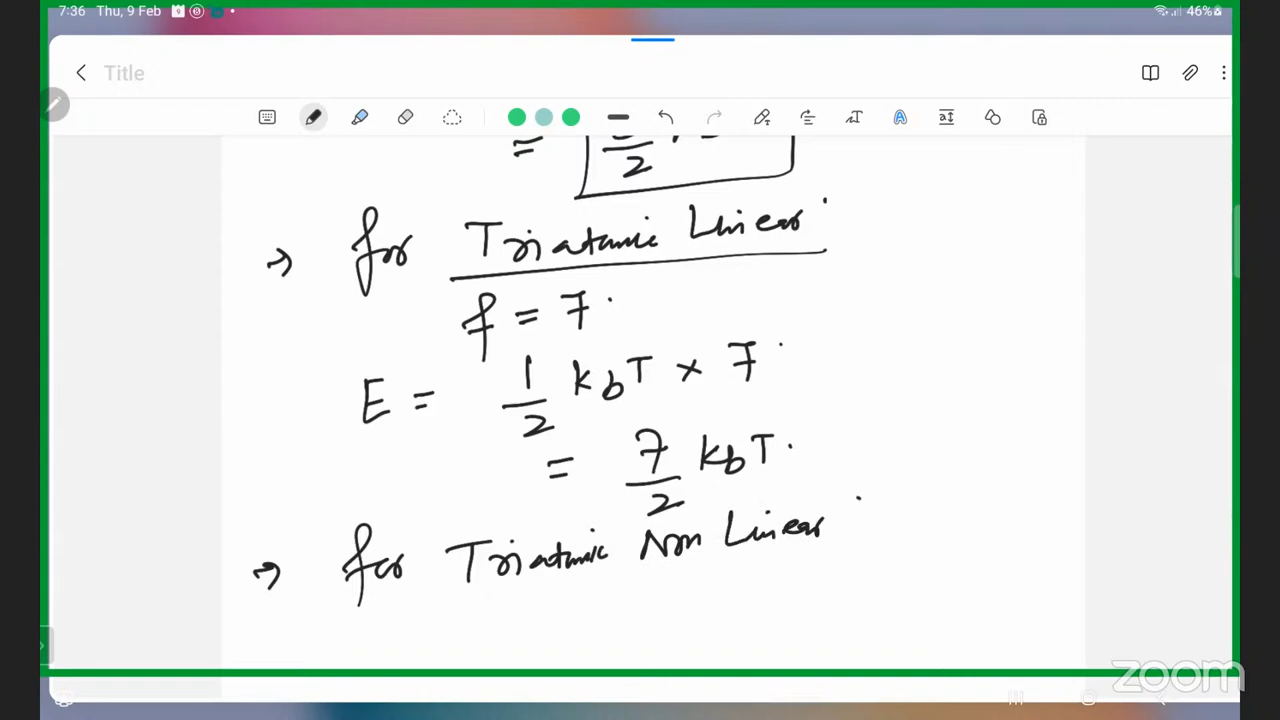 7:36 Thu, 9 Feb
46%
Title
=
2
→ for Triatomic Linear
f = 7
E = 1/2 kbT × 7
= 7/2 kbT
→ for Triatomic Non Linear
zoom